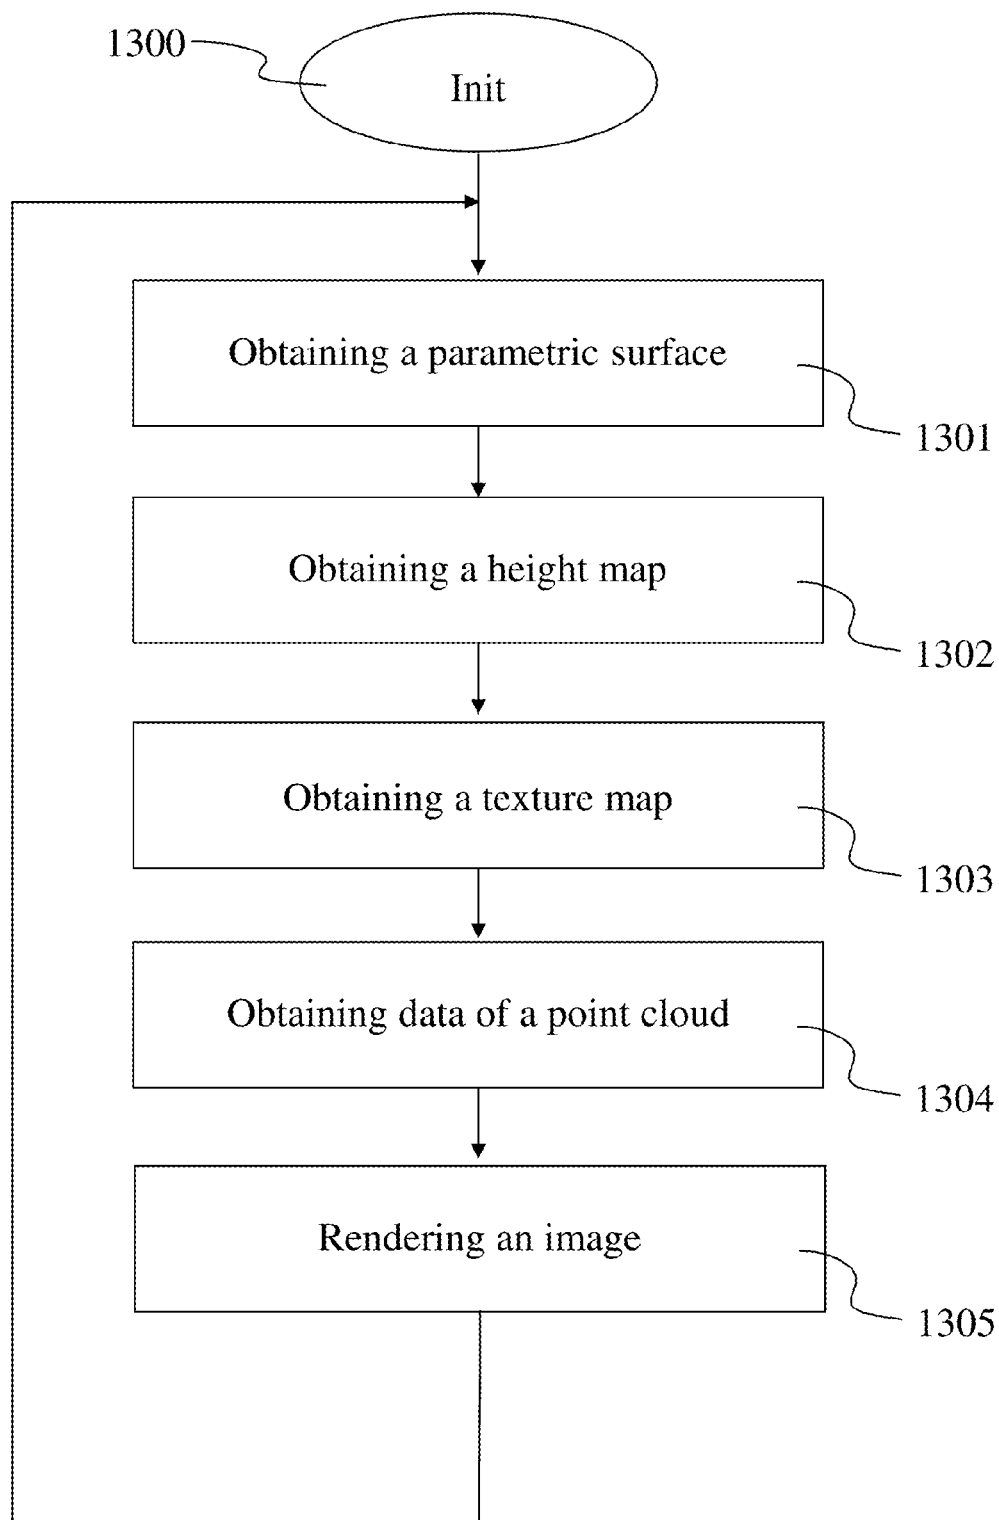 1300
Init
Obtaining a parametric surface
1301
Obtaining a height map
1302
Obtaining a texture map
1303
Obtaining data of a point cloud
1304
Rendering an image
1305